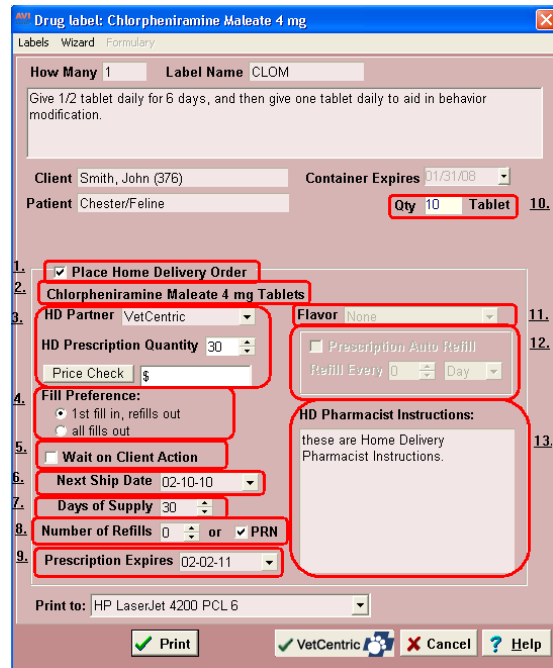 AVI Drug label: Chlorpheniramine Maleate 4 mg
Labels Wizard Formulary
How Many 1 Label Name CLOM
Give 1/2 tablet daily for 6 days, and then give one tablet daily to aid in behavior
modification.
Client Smith, John (376) Container Expires 01/31/08
Patient Chester/Feline Qty 10 Tablet 10.
1. Place Home Delivery Order
2. Chlorpheniramine Maleate 4 mg Tablets
3. HD Partner VetCentric Flavor None 11.
HD Prescription Quantity 30 Prescription Auto Refill 12.
Price Check $ Refill Every 0 Day
4. Fill Preference:
1st fill in, refills out
all fills out
HD Pharmacist Instructions:
these are Home Delivery
Pharmacist Instructions.
13.
5. Wait on Client Action
6. Next Ship Date 02-10-10
7. Days of Supply 30
8. Number of Refills 0 or PRN
9. Prescription Expires 02-02-11
Print to: HP LaserJet 4200 PCL 6
Print VetCentric Cancel ? Help